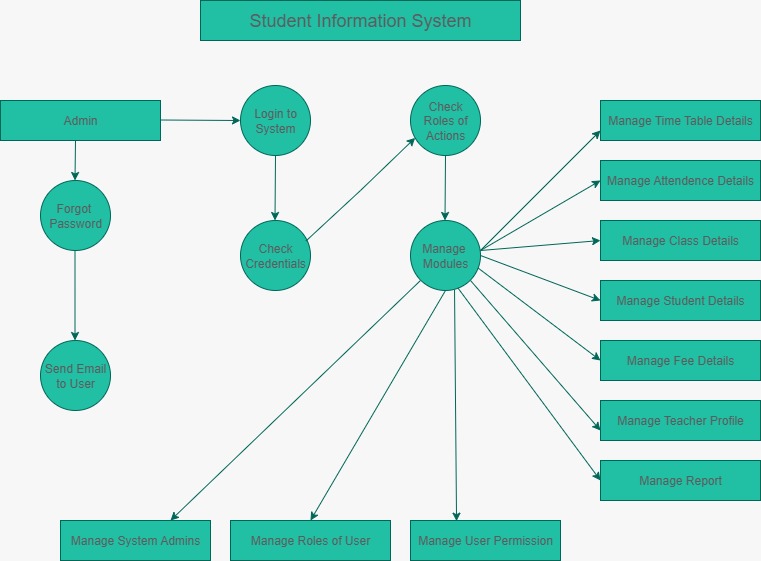 Student Information System
Admin
Login to
System
Check
Roles of
Actions
Manage Time Table Details
Manage Attendence Details
Forgot
Password
Check
Credentials
Manage
Modules
Manage Class Details
Manage Student Details
Manage Fee Details
Send Email
to User
Manage Teacher Profile
Manage Report
Manage System Admins
Manage Roles of User
Manage User Permission